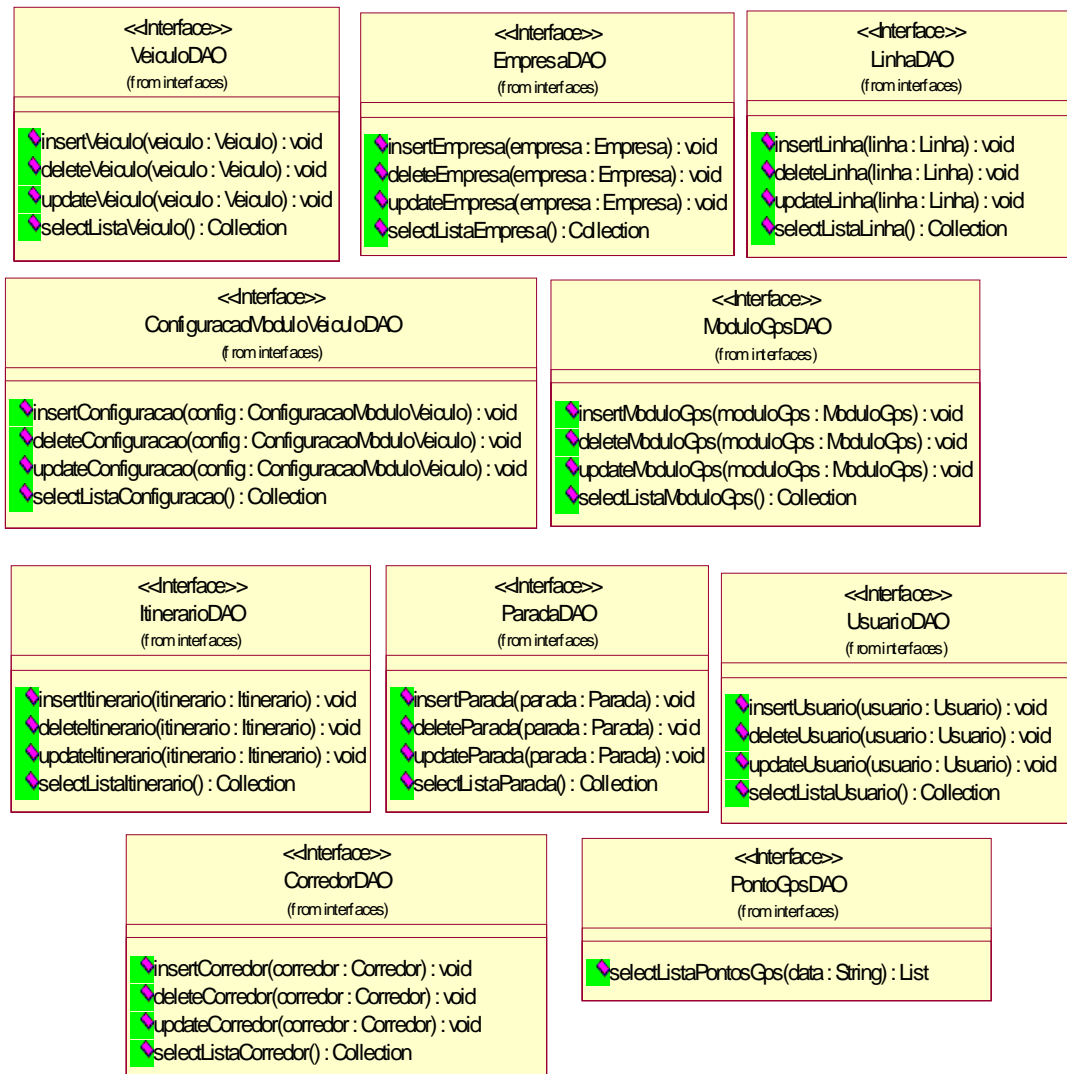 <<Interface>>
VeiculoDAO
(from interfaces)
insertVeiculo(veiculo : Veiculo) : void
deleteVeiculo(veiculo : Veiculo) : void
updateVeiculo(veiculo : Veiculo) : void
selectListaVeiculo() : Collection
<<Interface>>
EmpresaDAO
(from interfaces)
insertEmpresa(empresa : Empresa) : void
deleteEmpresa(empresa : Empresa) : void
updateEmpresa(empresa : Empresa) : void
selectListaEmpresa() : Collection
<<Interface>>
LinhaDAO
(from interfaces)
insertLinha(linha : Linha) : void
deleteLinha(linha : Linha) : void
updateLinha(linha : Linha) : void
selectListaLinha() : Collection
<<Interface>>
ConfiguracaoModuloVeiculoDAO
(from interfaces)
insertConfiguracao(config : ConfiguracaoModuloVeiculo) : void
deleteConfiguracao(config : ConfiguracaoModuloVeiculo) : void
updateConfiguracao(config : ConfiguracaoModuloVeiculo) : void
selectListaConfiguracao() : Collection
<<Interface>>
ModuloGpsDAO
(from interfaces)
insertModuloGps(moduloGps : ModuloGps) : void
deleteModuloGps(moduloGps : ModuloGps) : void
updateModuloGps(moduloGps : ModuloGps) : void
selectListaModuloGps() : Collection
<<Interface>>
ItinerarioDAO
(from interfaces)
insertItinerario(itinerario : Itinerario) : void
deleteItinerario(itinerario : Itinerario) : void
updateItinerario(itinerario : Itinerario) : void
selectListaItinerario() : Collection
<<Interface>>
ParadaDAO
(from interfaces)
insertParada(parada : Parada) : void
deleteParada(parada : Parada) : void
updateParada(parada : Parada) : void
selectListaParada() : Collection
<<Interface>>
UsuarioDAO
(from interfaces)
insertUsuario(usuario : Usuario) : void
deleteUsuario(usuario : Usuario) : void
updateUsuario(usuario : Usuario) : void
selectListaUsuario() : Collection
<<Interface>>
CorredorDAO
(from interfaces)
insertCorredor(corredor : Corredor) : void
deleteCorredor(corredor : Corredor) : void
updateCorredor(corredor : Corredor) : void
selectListaCorredor() : Collection
<<Interface>>
PontoGpsDAO
(from interfaces)
selectListaPontosGps(data : String) : List